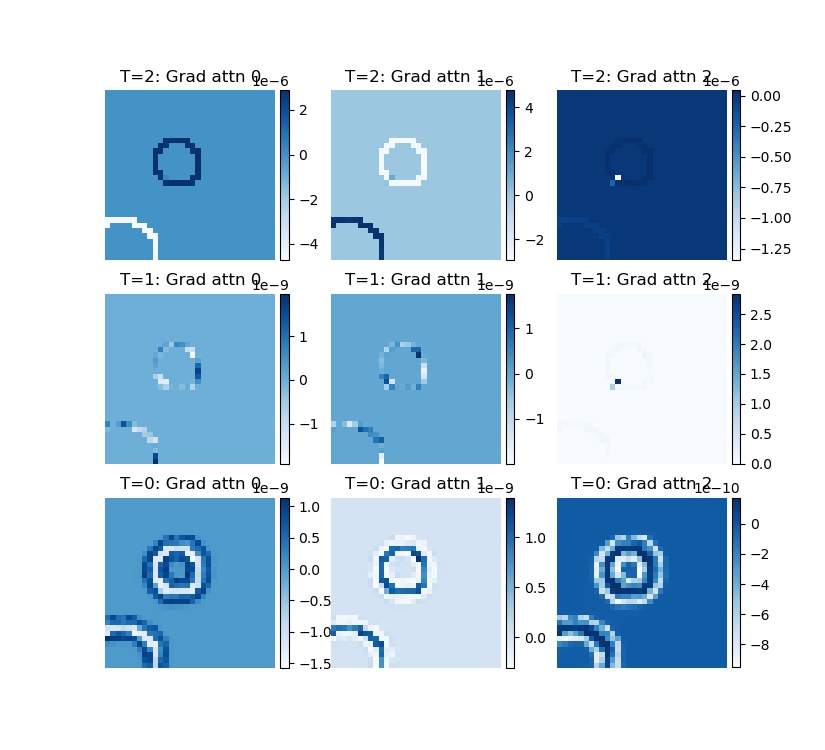 T=2: Grad attn 0
1e−6
2
0
−2
−4
T=2: Grad attn 1
1e−6
4
2
0
−2
T=2: Grad attn 2
1e−6
0.00
−0.25
−0.50
−0.75
−1.00
−1.25
T=1: Grad attn 0
1e−9
1
0
−1
T=1: Grad attn 1
1e−9
1
0
−1
T=1: Grad attn 2
1e−9
2.5
2.0
1.5
1.0
0.5
0.0
T=0: Grad attn 0
1e−9
1.0
0.5
0.0
−0.5
−1.0
−1.5
T=0: Grad attn 1
1e−9
1.0
0.5
0.0
T=0: Grad attn 2
1e−10
0
−2
−4
−6
−8